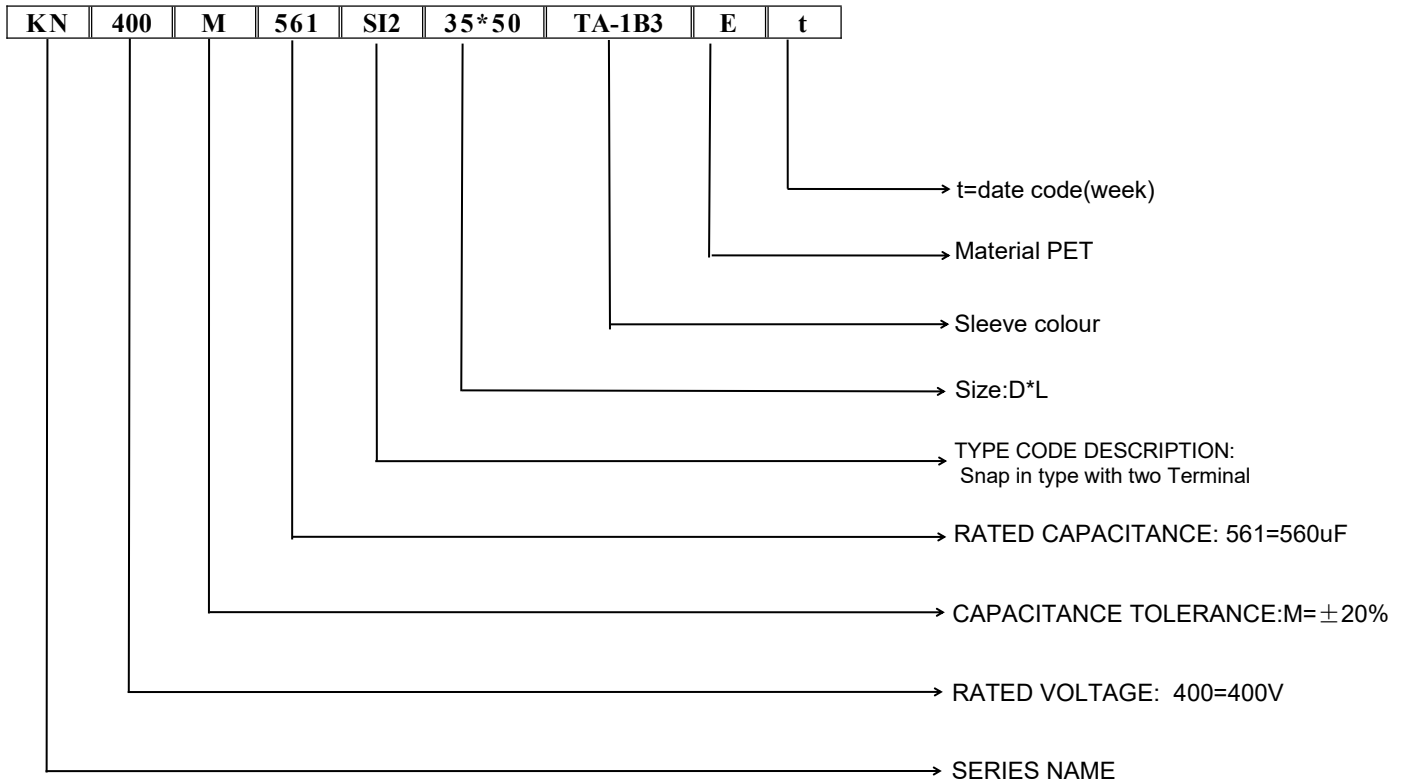 KN 400 M 561 SI2 35*50 TA-1B3 E t
t=date code(week)
Material PET
Sleeve colour
Size:D*L
TYPE CODE DESCRIPTION:
Snap in type with two Terminal
RATED CAPACITANCE: 561=560uF
CAPACITANCE TOLERANCE:M=±20%
RATED VOLTAGE: 400=400V
SERIES NAME